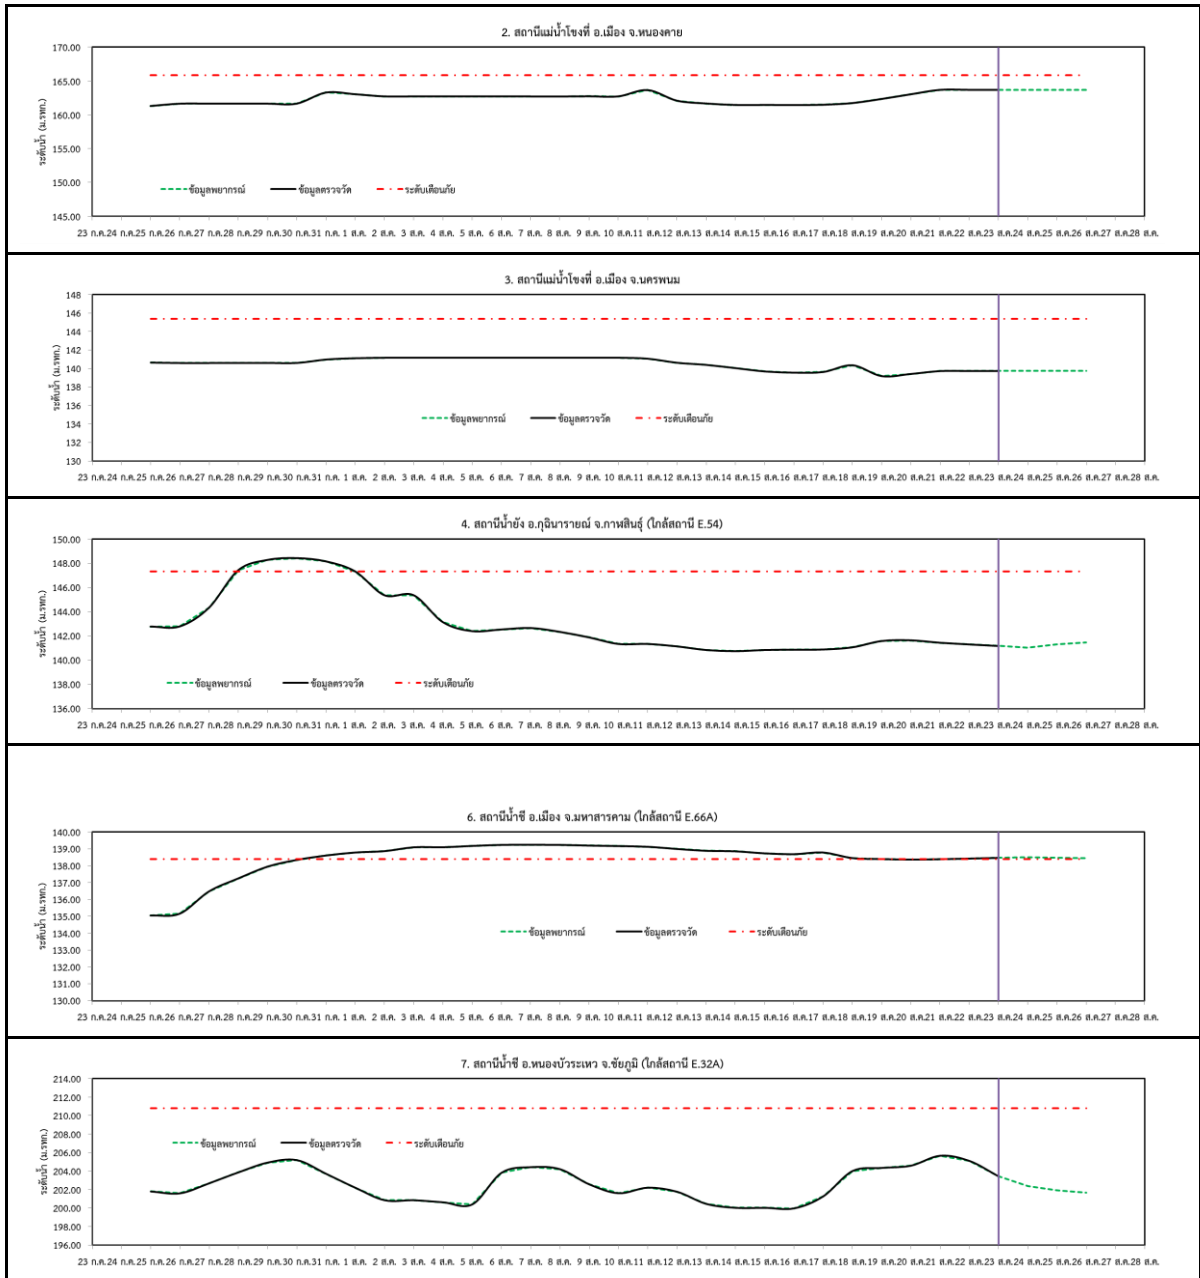 2. สถานีแม่น้ำโขงที่ อ.เมือง จ.หนองคาย
170.00
165.00
160.00
155.00
150.00
145.00
ระดับน้ำ (ม.รทก.)
ข้อมูลพยากรณ์ ข้อมูลตรวจวัด ระดับเตือนภัย
23 ก.ค.24 ก.ค.25 ก.ค.26 ก.ค.27 ก.ค.28 ก.ค.29 ก.ค.30 ก.ค.31 ก.ค. 1 ส.ค. 2 ส.ค. 3 ส.ค. 4 ส.ค. 5 ส.ค. 6 ส.ค. 7 ส.ค. 8 ส.ค. 9 ส.ค. 10 ส.ค.11 ส.ค.12 ส.ค.13 ส.ค.14 ส.ค.15 ส.ค.16 ส.ค.17 ส.ค.18 ส.ค.19 ส.ค.20 ส.ค.21 ส.ค.22 ส.ค.23 ส.ค.24 ส.ค.25 ส.ค.26 ส.ค.27 ส.ค.28 ส.ค.
3. สถานีแม่น้ำโขงที่ อ.เมือง จ.นครพนม
148
146
144
142
140
138
136
134
132
130
ระดับน้ำ (ม.รทก.)
ข้อมูลพยากรณ์ ข้อมูลตรวจวัด ระดับเตือนภัย
23 ก.ค.24 ก.ค.25 ก.ค.26 ก.ค.27 ก.ค.28 ก.ค.29 ก.ค.30 ก.ค.31 ก.ค. 1 ส.ค. 2 ส.ค. 3 ส.ค. 4 ส.ค. 5 ส.ค. 6 ส.ค. 7 ส.ค. 8 ส.ค. 9 ส.ค. 10 ส.ค.11 ส.ค.12 ส.ค.13 ส.ค.14 ส.ค.15 ส.ค.16 ส.ค.17 ส.ค.18 ส.ค.19 ส.ค.20 ส.ค.21 ส.ค.22 ส.ค.23 ส.ค.24 ส.ค.25 ส.ค.26 ส.ค.27 ส.ค.28 ส.ค.
4. สถานีน้ำยัง อ.กุฉินารายณ์ จ.กาฬสินธุ์ (ใกล้สถานี E.54)
150.00
148.00
146.00
144.00
142.00
140.00
138.00
136.00
ระดับน้ำ (ม.รทก.)
ข้อมูลพยากรณ์ ข้อมูลตรวจวัด ระดับเตือนภัย
23 ก.ค.24 ก.ค.25 ก.ค.26 ก.ค.27 ก.ค.28 ก.ค.29 ก.ค.30 ก.ค.31 ก.ค. 1 ส.ค. 2 ส.ค. 3 ส.ค. 4 ส.ค. 5 ส.ค. 6 ส.ค. 7 ส.ค. 8 ส.ค. 9 ส.ค. 10 ส.ค.11 ส.ค.12 ส.ค.13 ส.ค.14 ส.ค.15 ส.ค.16 ส.ค.17 ส.ค.18 ส.ค.19 ส.ค.20 ส.ค.21 ส.ค.22 ส.ค.23 ส.ค.24 ส.ค.25 ส.ค.26 ส.ค.27 ส.ค.28 ส.ค.
6. สถานีน้ำชี อ.เมือง จ.มหาสารคาม (ใกล้สถานี E.66A)
140.00
139.00
138.00
137.00
136.00
135.00
134.00
133.00
132.00
131.00
130.00
ระดับน้ำ (ม.รทก.)
ข้อมูลพยากรณ์ ข้อมูลตรวจวัด ระดับเตือนภัย
23 ก.ค.24 ก.ค.25 ก.ค.26 ก.ค.27 ก.ค.28 ก.ค.29 ก.ค.30 ก.ค.31 ก.ค. 1 ส.ค. 2 ส.ค. 3 ส.ค. 4 ส.ค. 5 ส.ค. 6 ส.ค. 7 ส.ค. 8 ส.ค. 9 ส.ค. 10 ส.ค.11 ส.ค.12 ส.ค.13 ส.ค.14 ส.ค.15 ส.ค.16 ส.ค.17 ส.ค.18 ส.ค.19 ส.ค.20 ส.ค.21 ส.ค.22 ส.ค.23 ส.ค.24 ส.ค.25 ส.ค.26 ส.ค.27 ส.ค.28 ส.ค.
7. สถานีน้ำชี อ.หนองบัวระเหว จ.ชัยภูมิ (ใกล้สถานี E.32A)
214.00
212.00
210.00
208.00
206.00
204.00
202.00
200.00
198.00
196.00
ระดับน้ำ (ม.รทก.)
ข้อมูลพยากรณ์ ข้อมูลตรวจวัด ระดับเตือนภัย
23 ก.ค.24 ก.ค.25 ก.ค.26 ก.ค.27 ก.ค.28 ก.ค.29 ก.ค.30 ก.ค.31 ก.ค. 1 ส.ค. 2 ส.ค. 3 ส.ค. 4 ส.ค. 5 ส.ค. 6 ส.ค. 7 ส.ค. 8 ส.ค. 9 ส.ค. 10 ส.ค.11 ส.ค.12 ส.ค.13 ส.ค.14 ส.ค.15 ส.ค.16 ส.ค.17 ส.ค.18 ส.ค.19 ส.ค.20 ส.ค.21 ส.ค.22 ส.ค.23 ส.ค.24 ส.ค.25 ส.ค.26 ส.ค.27 ส.ค.28 ส.ค.